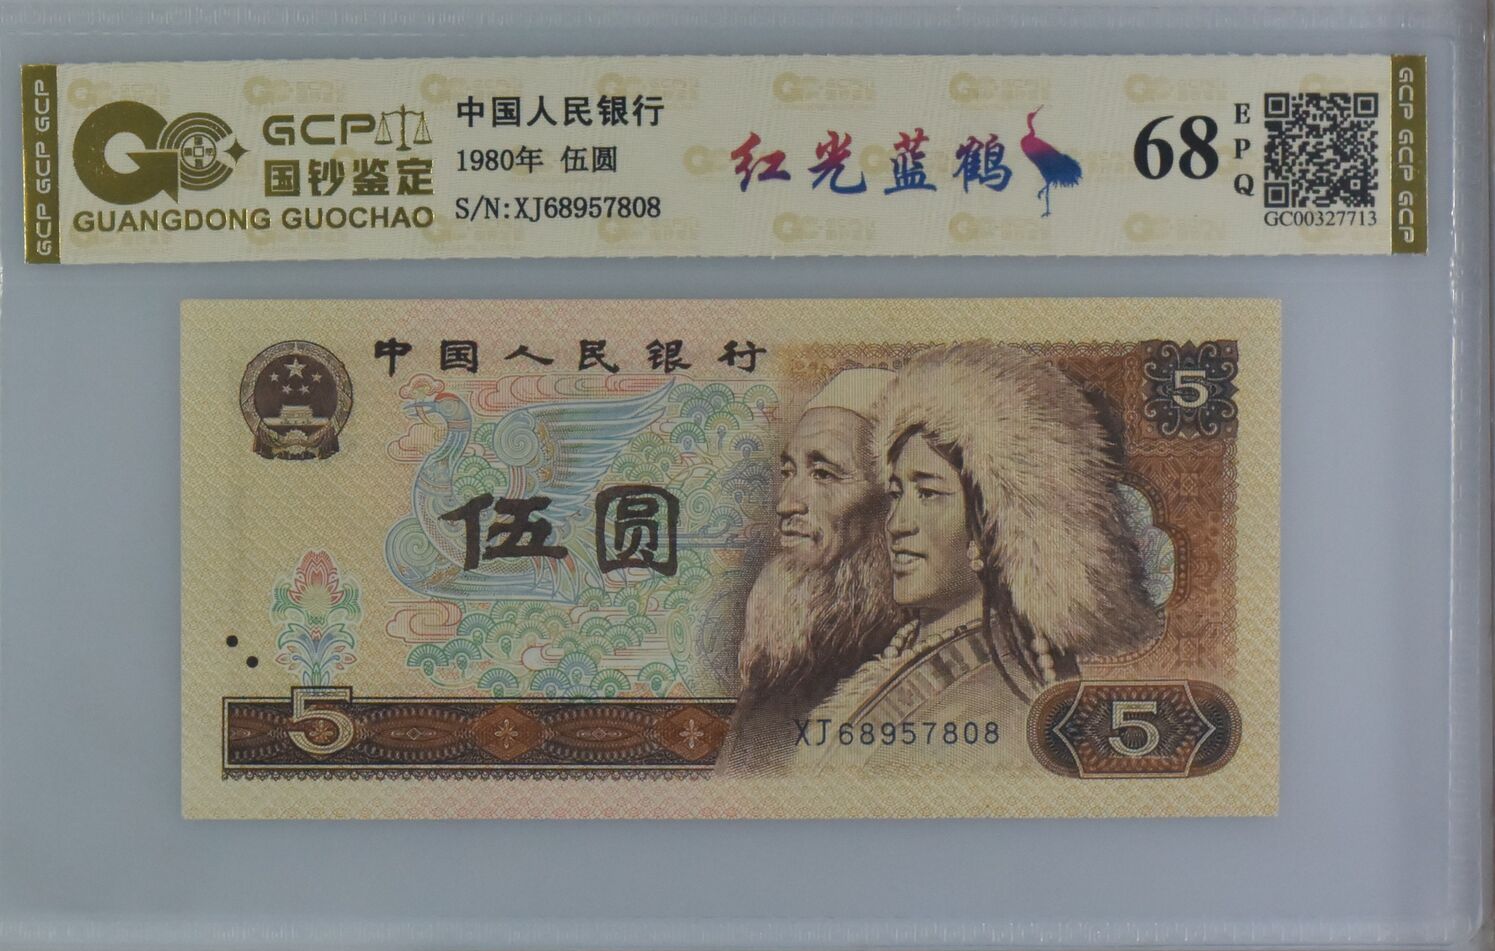 GCP GCP GCP
GCP
国钞鉴定
GUANGDONG GUOCHAO
中国人民银行
1980年 伍圆
S/N:XJ68957808
红光蓝鹤
68
EPQ
GC00327713
GCP GCP GCP
中国人民银行
5
伍圆
5
XJ68957808
5